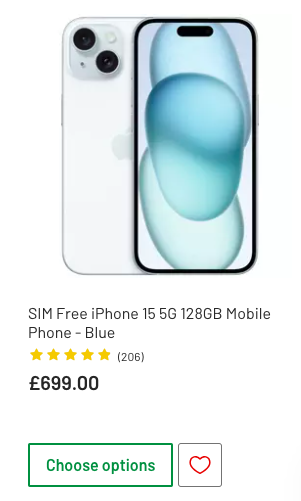 SIM Free iPhone 15 5G 128GB Mobile
Phone - Blue
(206)
£699.00
Choose options